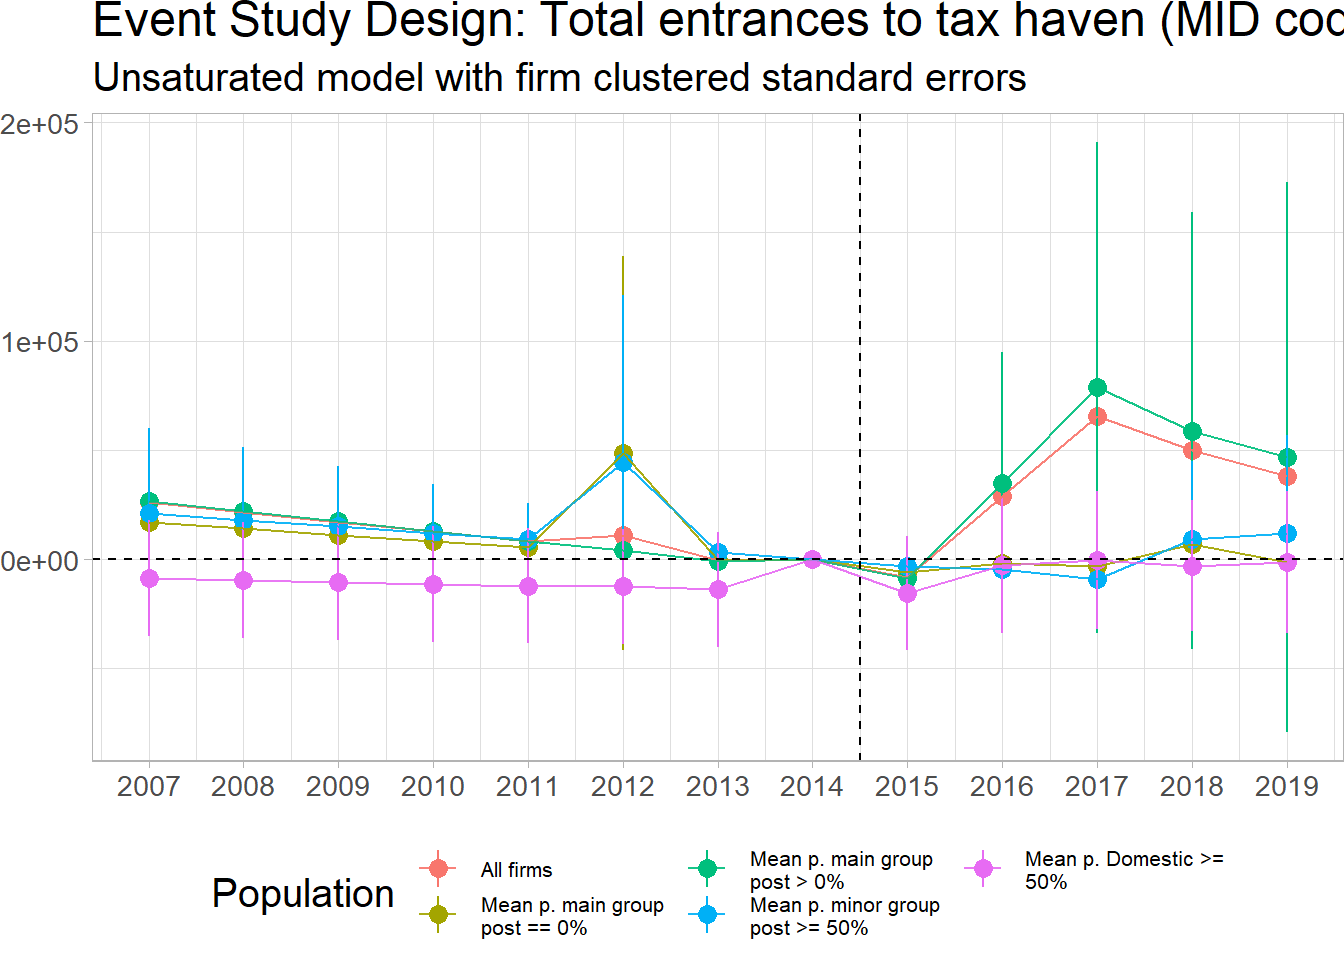 Event Study Design: Total entrances to tax haven (MID cod
Unsaturated model with firm clustered standard errors
2e+05
1e+05
0e+00
2007 2008 2009 2010 2011 2012 2013 2014 2015 2016 2017 2018 2019
Population
All firms
Mean p. main group
post == 0%
Mean p. main group
post > 0%
Mean p. minor group
post >= 50%
Mean p. Domestic >=
50%